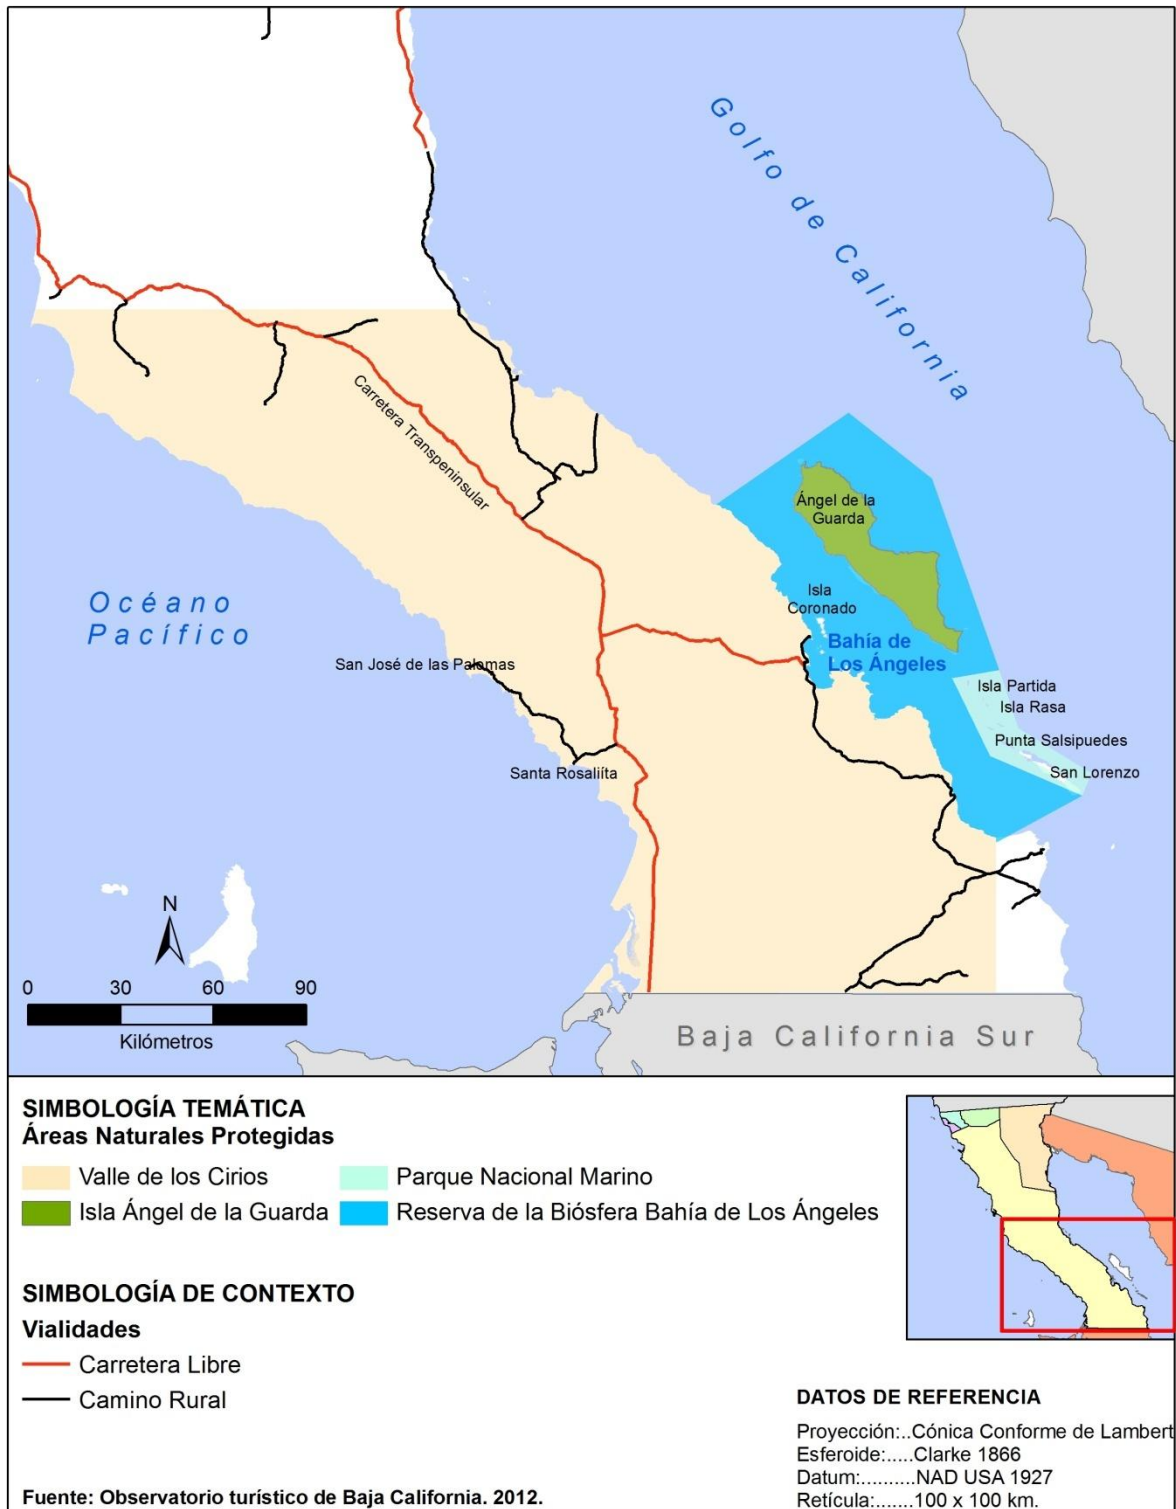 Golfo de California
Ángel de la
Guarda
Carretera Transpeninsular
Isla
Coronado
Océano
Pacífico
Bahía de
Los Ángeles
San José de las Palomas
Isla Partida
Isla Rasa
Punta Salsipuedes
Santa Rosaliíta
San Lorenzo
N
0 30 60 90
Kilómetros
Baja California Sur
SIMBOLOGÍA TEMÁTICA
Áreas Naturales Protegidas
Valle de los Cirios
Parque Nacional Marino
Isla Ángel de la Guarda
Reserva de la Biósfera Bahía de Los Ángeles
SIMBOLOGÍA DE CONTEXTO
Vialidades
Carretera Libre
Camino Rural
DATOS DE REFERENCIA
Proyección:..Cónica Conforme de Lambert
Esferoide:.....Clarke 1866
Datum:.........NAD USA 1927
Retícula:.......100 x 100 km.
Fuente: Observatorio turístico de Baja California. 2012.